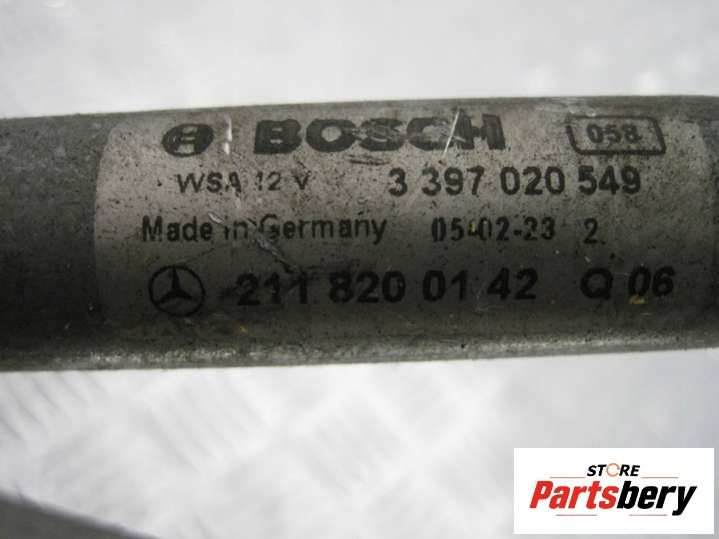 BOSCH 058
WSA 12 V 3 397 020 549
Made in Germany 05-02-23 2
211 820 01 42 Q 06
STORE
Partsbery